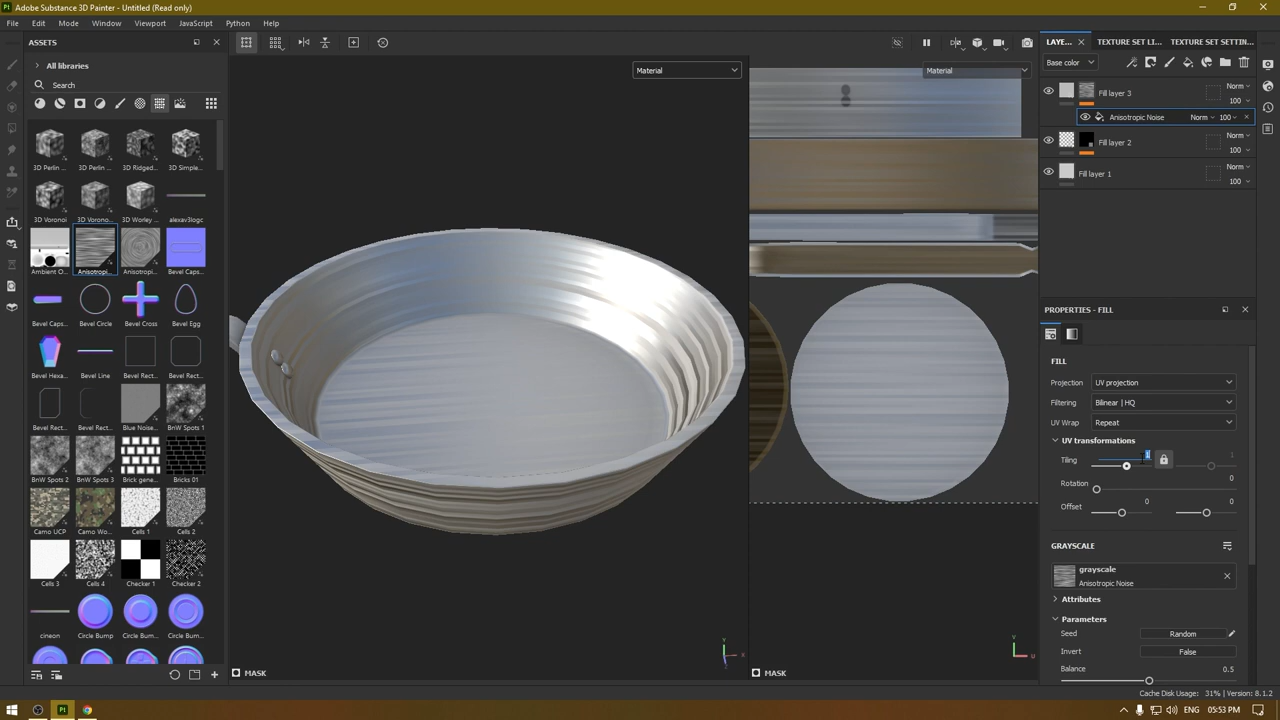 Adobe Substance 3D Painter - Untitled (Read only)
File Edit Mode Window Viewport JavaScript Python Help
ASSETS
All libraries
Search
3D Perlin ... 3D Perlin ... 3D Ridged... 3D Simple...
3D Voronoi 3D Vorono... 3D Worley ... alexav3logc
Ambient O... Anisotropi... Anisotropi... Bevel Caps...
Bevel Caps... Bevel Circle Bevel Cross Bevel Egg
Bevel Hexa... Bevel Line Bevel Rect... Bevel Rect...
Bevel Rect... Bevel Rect... Blue Noise... BnW Spots 1
BnW Spots 2 BnW Spots 3 Brick gene... Bricks 01
Camo UCP Camo Wo... Cells 1 Cells 2
Cells 3 Cells 4 Checker 1 Checker 2
cineon Circle Bump Circle Bum... Circle Bum...
Material
Material
MASK
MASK
Y
X
Z
V
U
LAYE... TEXTURE SET LI... TEXTURE SET SETTIN...
Base color
Fill layer 3 Norm
100
Anisotropic Noise Norm 100
Fill layer 2 Norm
100
Fill layer 1 Norm
100
PROPERTIES - FILL
FILL
Projection UV projection
Filtering Bilinear | HQ
UV Wrap Repeat
UV transformations
Tiling 1 1
Rotation 0
Offset 0 0
GRAYSCALE
grayscale
Anisotropic Noise
Attributes
Parameters
Seed Random
Invert False
Balance 0.5
Cache Disk Usage: 31% | Version: 8.1.2
ENG 05:53 PM